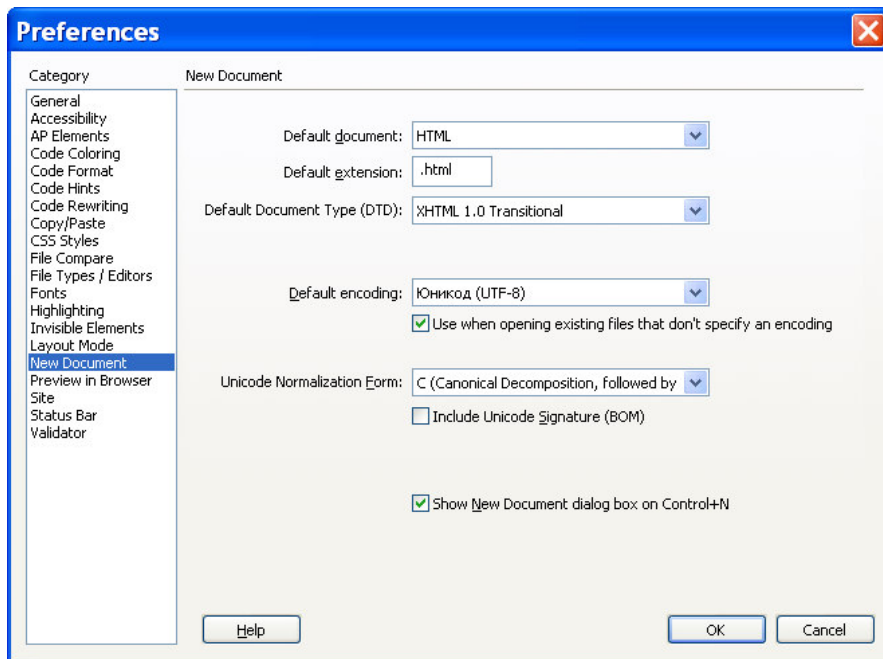 Preferences
Category
General
Accessibility
AP Elements
Code Coloring
Code Format
Code Hints
Code Rewriting
Copy/Paste
CSS Styles
File Compare
File Types / Editors
Fonts
Highlighting
Invisible Elements
Layout Mode
New Document
Preview in Browser
Site
Status Bar
Validator
New Document
Default document: HTML
Default extension: .html
Default Document Type (DTD): XHTML 1.0 Transitional
Default encoding: Юникод (UTF-8)
Use when opening existing files that don't specify an encoding
Unicode Normalization Form: C (Canonical Decomposition, followed by
Include Unicode Signature (BOM)
Show New Document dialog box on Control+N
Help OK Cancel